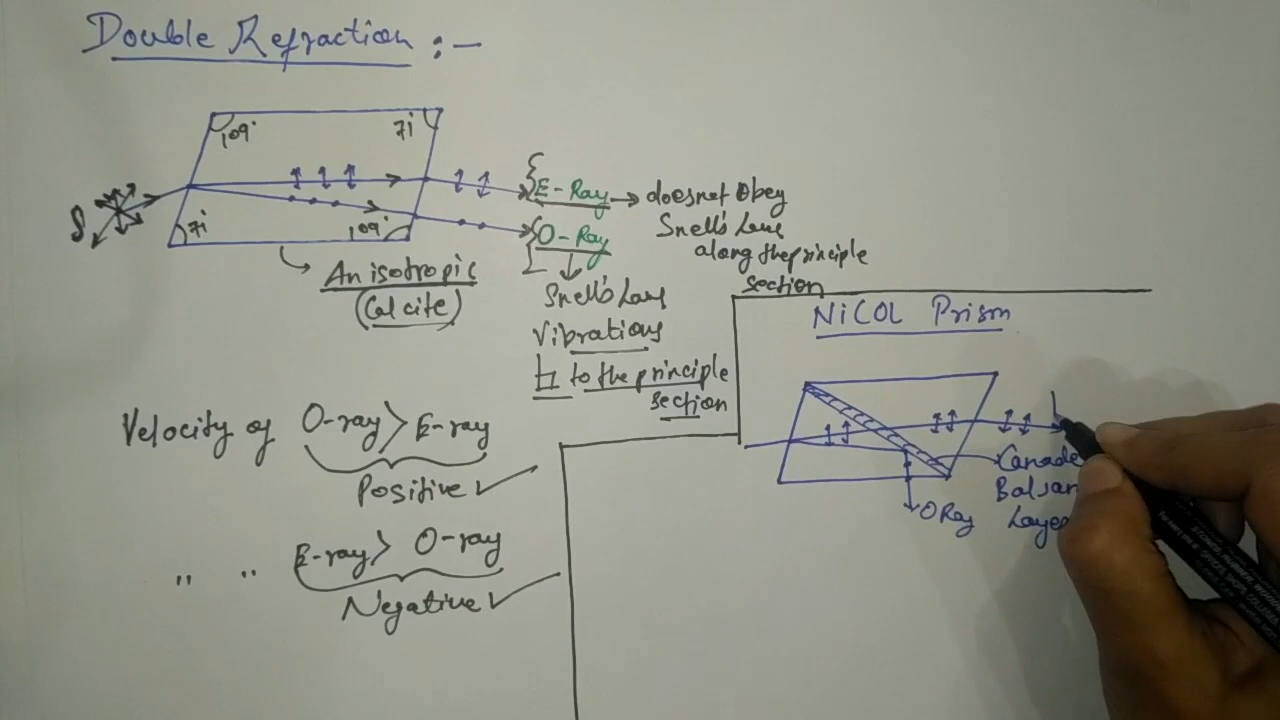 Double Refraction :-
109°
71
71
109°
S
E-Ray → doesnot Obey
Snell's Law
along the principle
section
O-Ray
Snell's Law
Vibrations
to the principle
section
Anisotropic
(Calcite)
NICOL Prism
Canada
Balsam
Layer
O Ray
Velocity of O-ray > E-ray
Positive ✓
" " E-ray > O-ray
Negative ✓